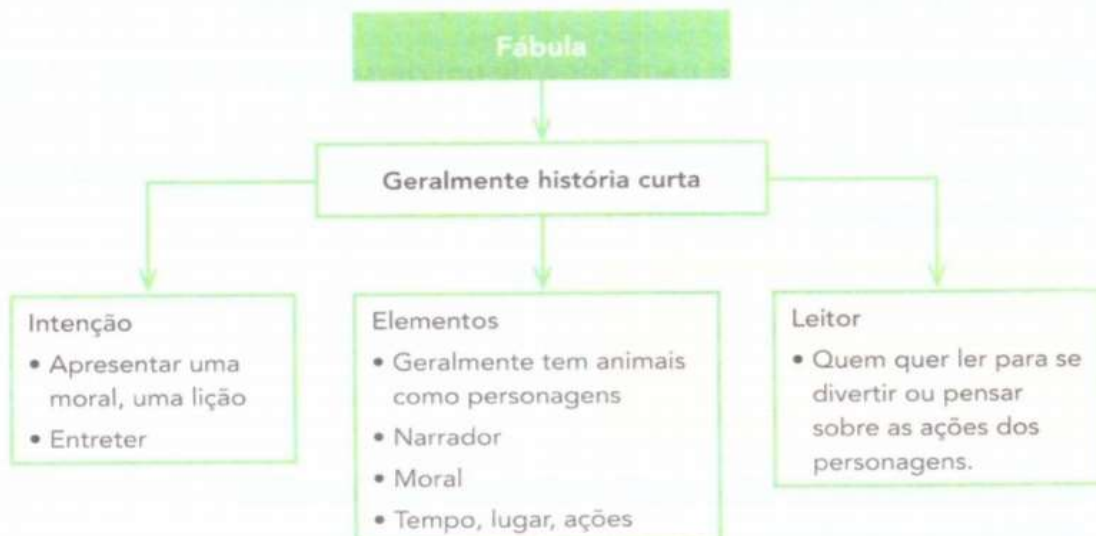 Fábula
Geralmente história curta
Intenção
• Apresentar uma
moral, uma lição
• Entreter
Elementos
• Geralmente tem animais
como personagens
• Narrador
• Moral
• Tempo, lugar, ações
Leitor
• Quem quer ler para se
divertir ou pensar
sobre as ações dos
personagens.